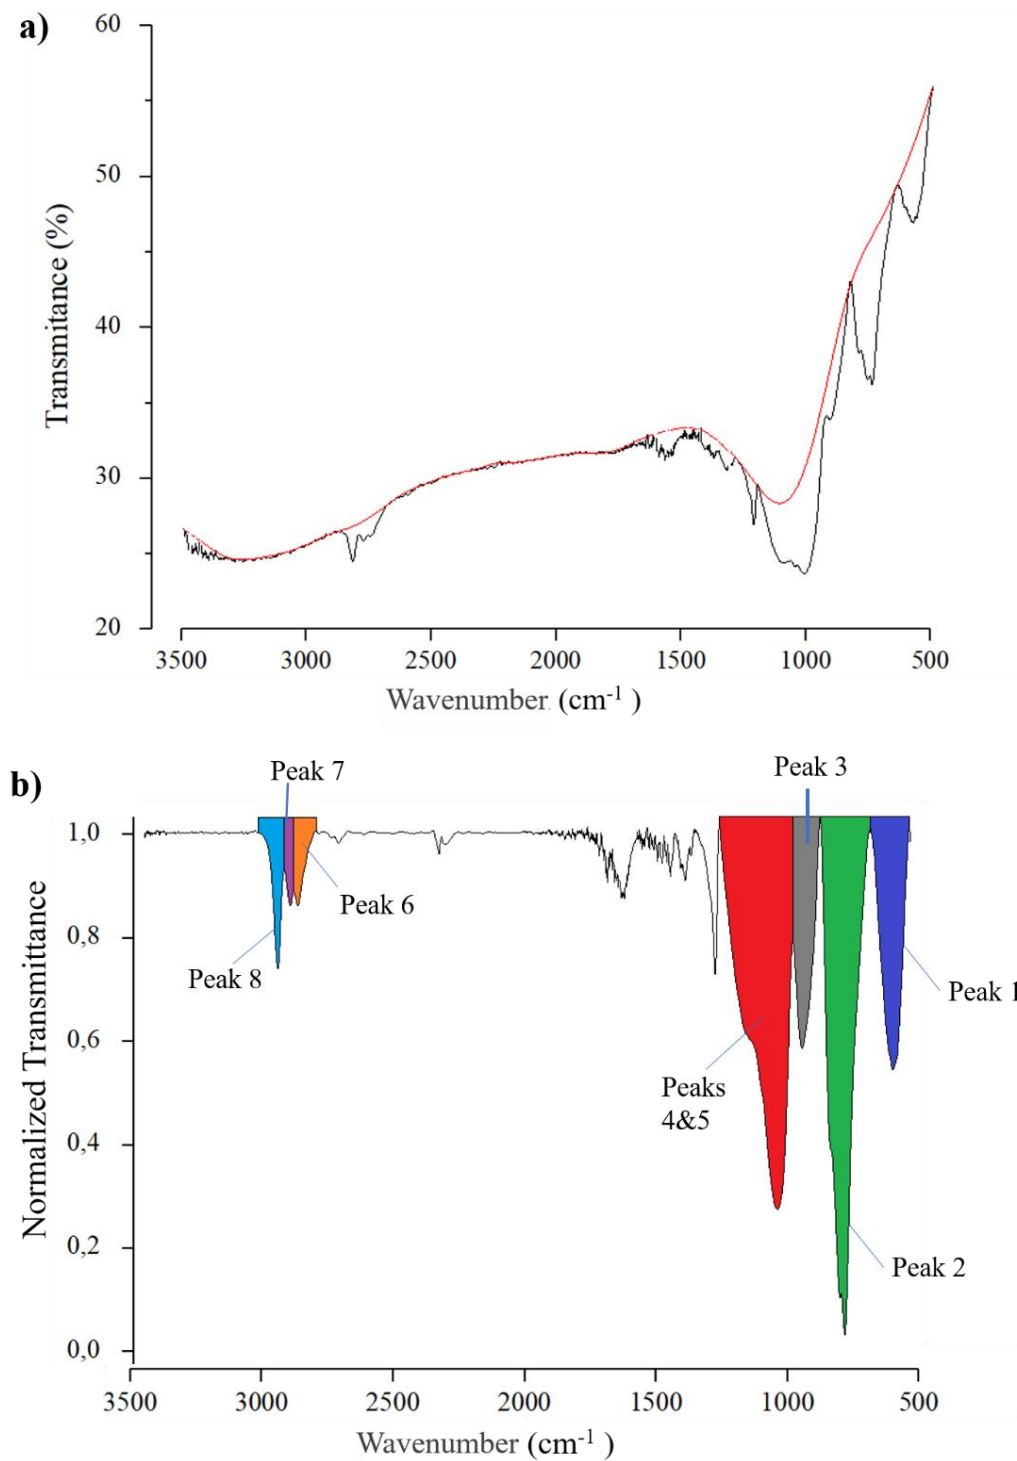 a)
60
50
40
30
20
Transmitance (%)
3500 3000 2500 2000 1500 1000 500
Wavenumber (cm-1 )
b)
Peak 7
Peak 3
1,0
0,8
0,6
0,4
0,2
0,0
Normalized Transmittance
Peak 6
Peak 8
Peak 1
Peaks
4&5
Peak 2
3500 3000 2500 2000 1500 1000 500
Wavenumber (cm-1 )